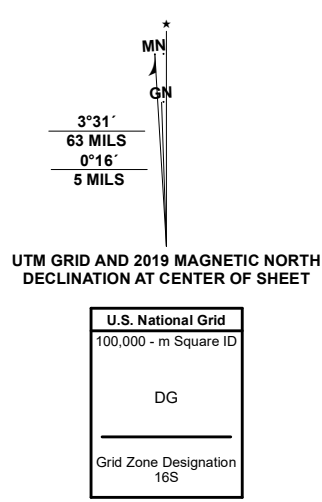 MN
GN
3°31´
63 MILS
0°16´
5 MILS
UTM GRID AND 2019 MAGNETIC NORTH
DECLINATION AT CENTER OF SHEET
U.S. National Grid
100,000 - m Square ID
DG
Grid Zone Designation
16S